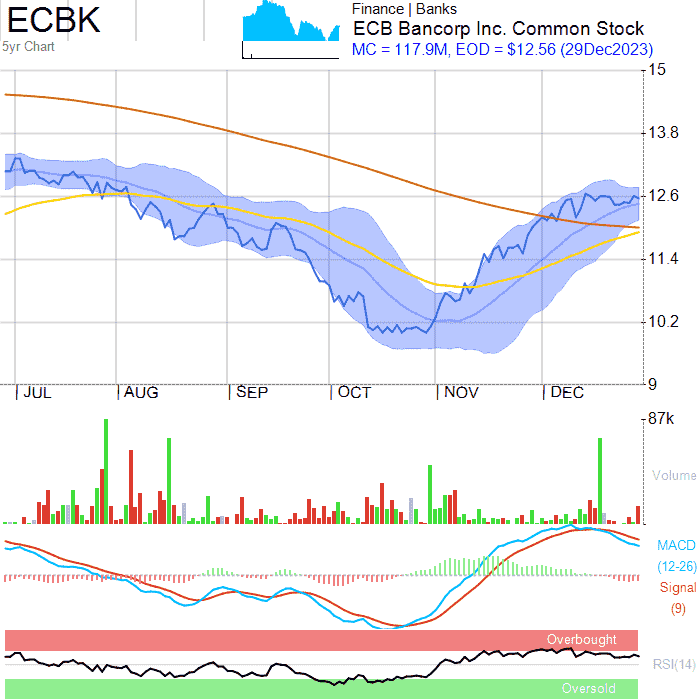 ECBK
5yr Chart
Finance | Banks
ECB Bancorp Inc. Common Stock
MC = 117.9M, EOD = $12.56 (29Dec2023)
15
13.8
12.6
11.4
10.2
9
JUL AUG SEP OCT NOV DEC
87k
Volume
MACD
(12-26)
Signal
(9)
Overbought
RSI(14)
Oversold